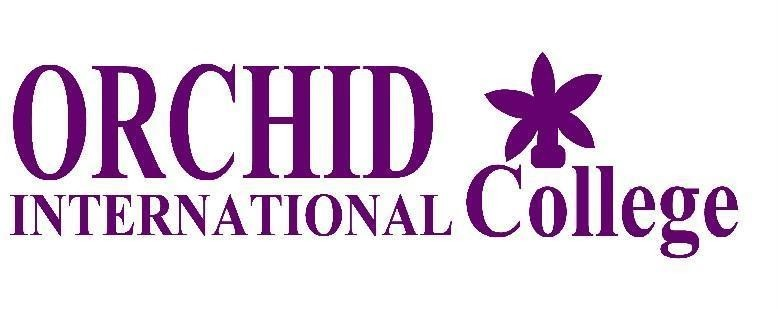 ORCHID
INTERNATIONAL College